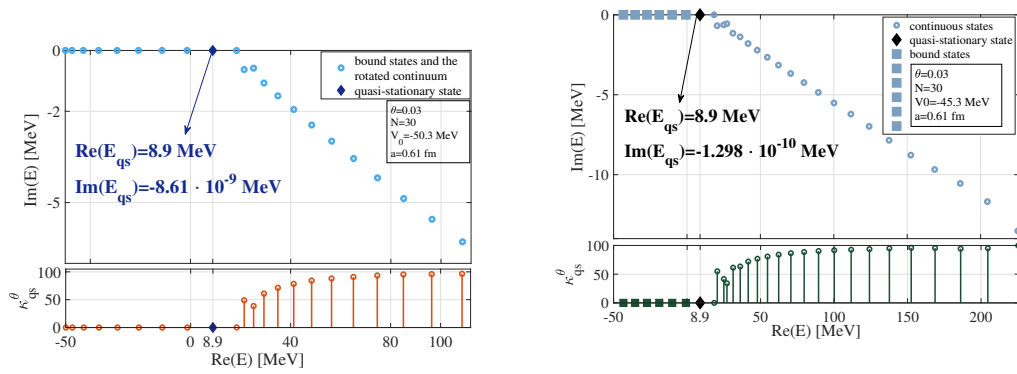 0
-2
-5
Im(E) [MeV]
bound states and the
rotated continuum
quasi-stationary state
θ=0.03
N=30
V0=-50.3 MeV
a=0.61 fm
Re(Eqs)=8.9 MeV
Im(Eqs)=-8.61 · 10-9 MeV
100
50
0
κθqs
-50 0 8.9 40 100
Re(E) [MeV]
0
-5
-10
Im(E) [MeV]
continuous states
quasi-stationary state
bound states
θ=0.03
N=30
V0=-45.3 MeV
a=0.61 fm
Re(Eqs)=8.9 MeV
Im(Eqs)=-1.298 · 10-10 MeV
100
50
0
κθqs
-50 8.9 50 100 150 200
Re(E) [MeV]